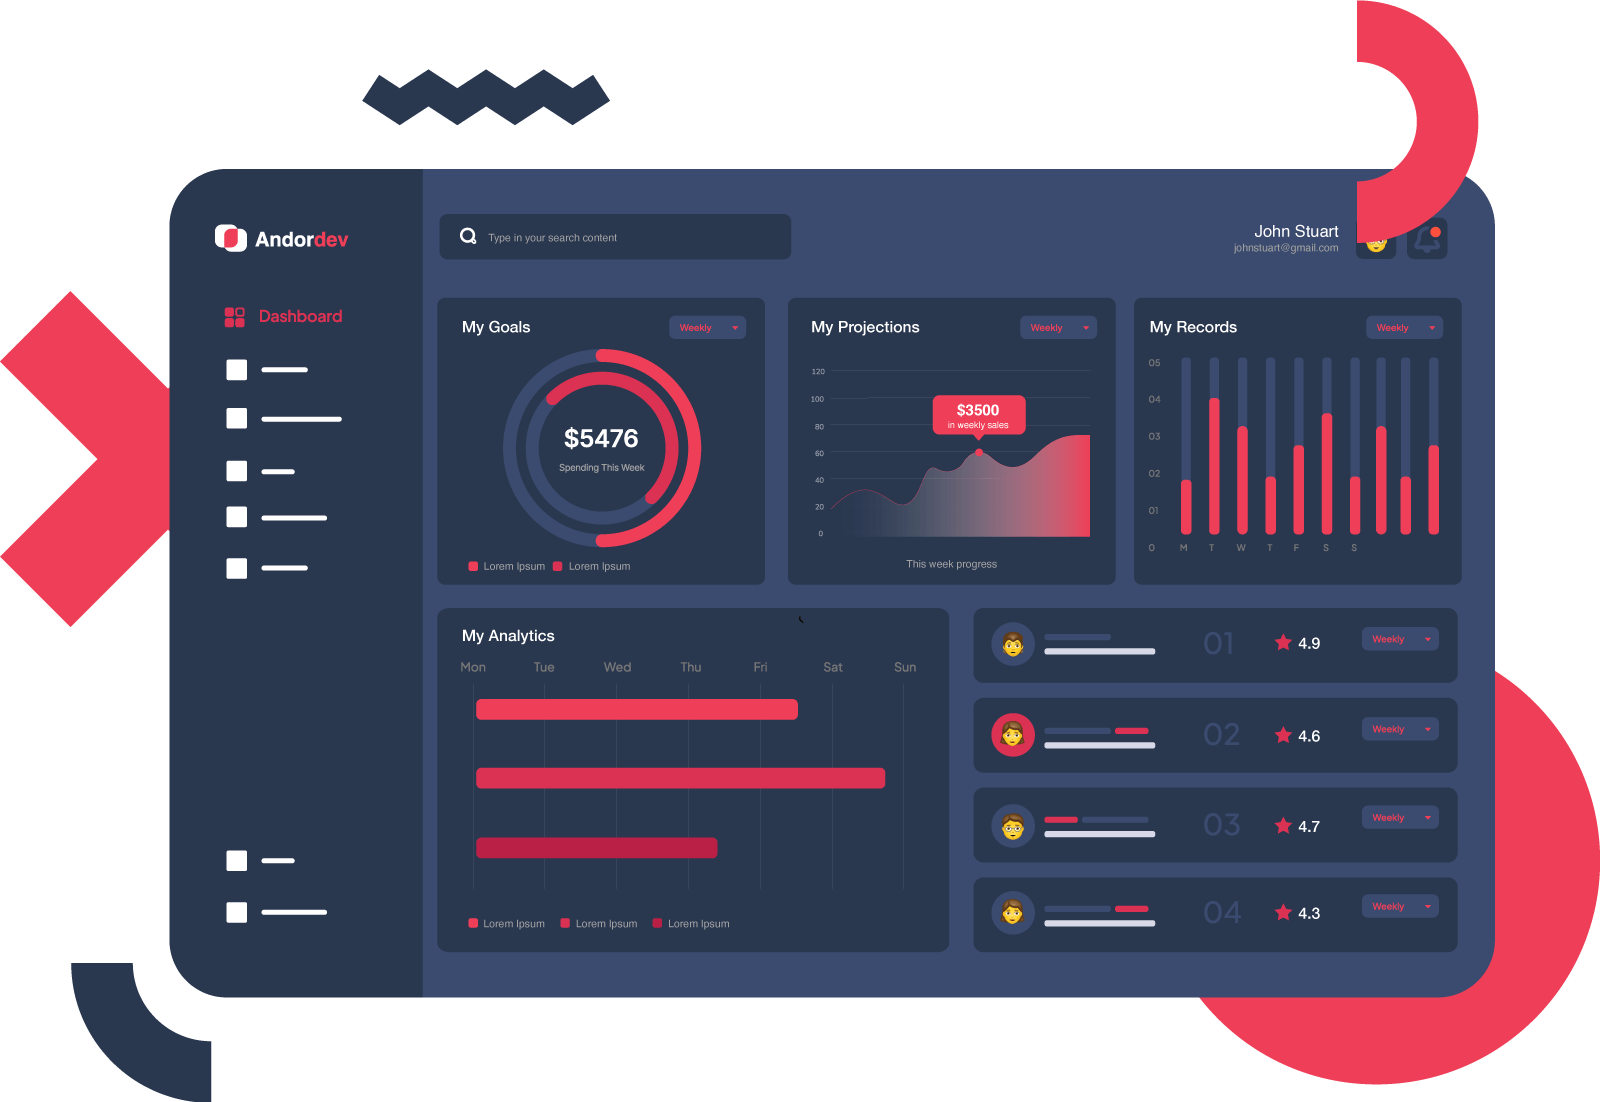 Andordev
Dashboard
Type in your search content
John Stuart
johnstuart@gmail.com
My Goals
Weekly
$5476
Spending This Week
Lorem Ipsum
Lorem Ipsum
My Projections
Weekly
120
100
80
60
40
20
0
$3500
in weekly sales
This week progress
My Records
Weekly
05
04
03
02
01
0
M T W T F S S
My Analytics
Mon Tue Wed Thu Fri Sat Sun
Lorem Ipsum
Lorem Ipsum
Lorem Ipsum
01 4.9 Weekly
02 4.6 Weekly
03 4.7 Weekly
04 4.3 Weekly